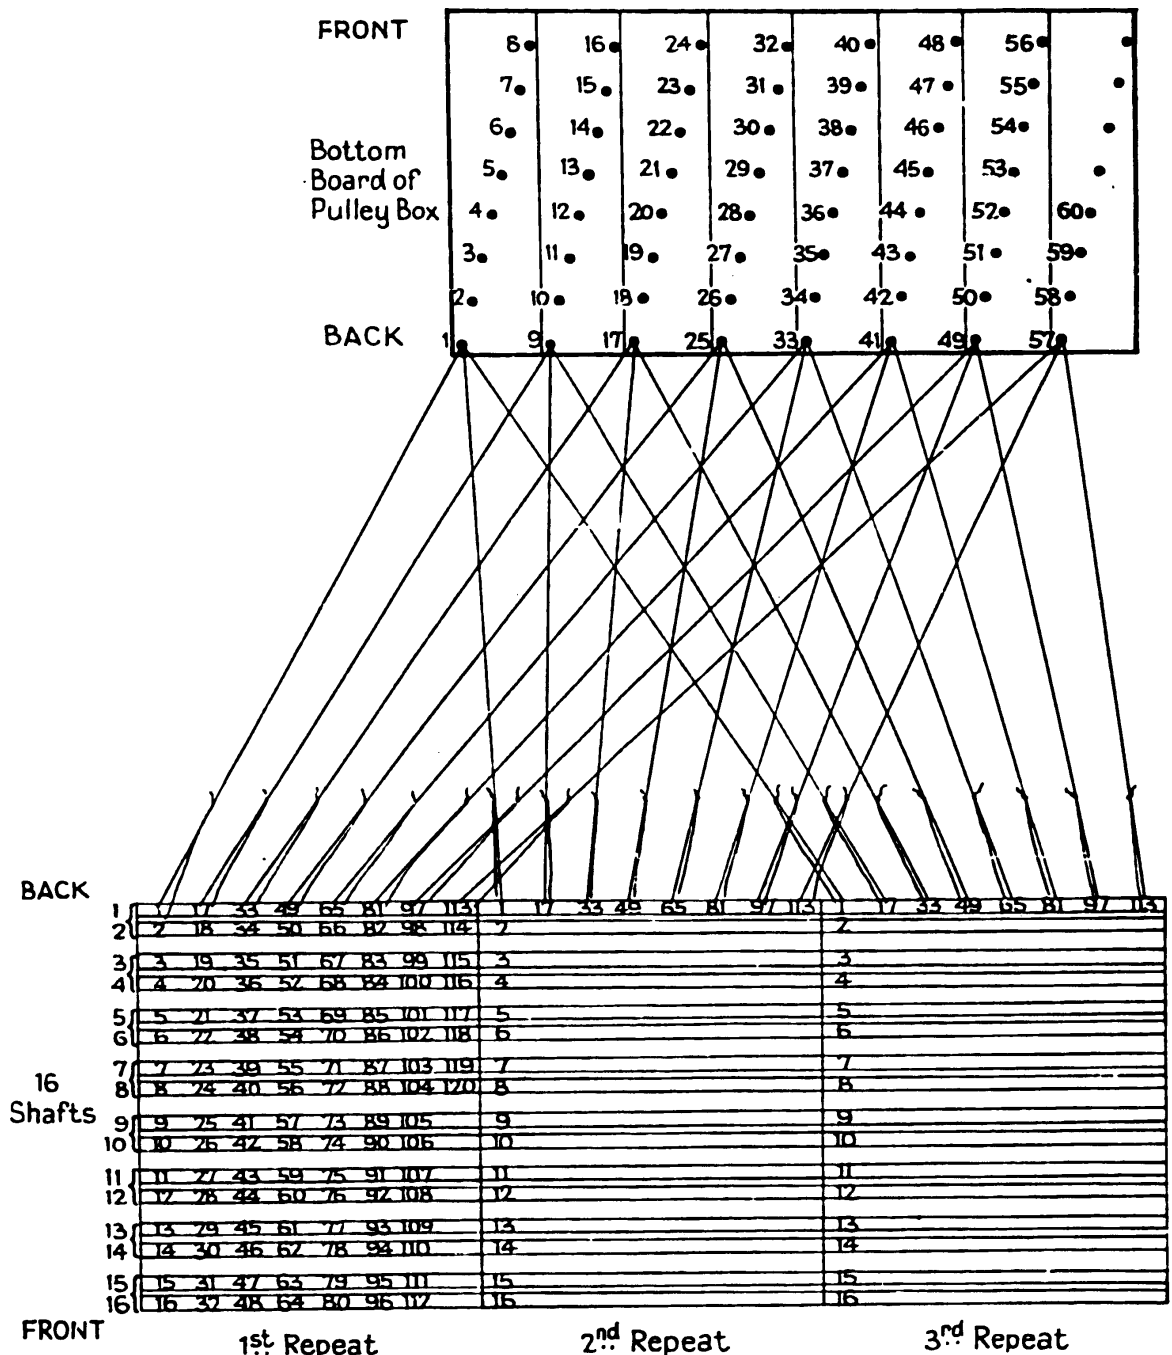 FRONT
8 16 24 32 40 48 56
7 15 23 31 39 47 55
6 14 22 30 38 46 54
Bottom
Board of
Pulley Box
5 13 21 29 37 45 53
4 12 20 28 36 44 52 60
3 11 19 27 35 43 51 59
2 10 18 26 34 42 50 58
BACK
1 9 17 25 33 41 49 57
BACK
1 1 17 33 49 65 81 97 113 1 17 33 49 65 81 97 113 1 17 33 49 65 81 97 113
2 2 18 34 50 66 82 98 114 2 2
3 3 19 35 51 67 83 99 115 3 3
4 4 20 36 52 68 84 100 116 4 4
5 5 21 37 53 69 85 101 117 5 5
6 6 22 38 54 70 86 102 118 6 6
7 7 23 39 55 71 87 103 119 7 7
8 8 24 40 56 72 88 104 120 8 8
16
Shafts
9 9 25 41 57 73 89 105 9 9
10 10 26 42 58 74 90 106 10 10
11 11 27 43 59 75 91 107 11 11
12 12 28 44 60 76 92 108 12 12
13 13 29 45 61 77 93 109 13 13
14 14 30 46 62 78 94 110 14 14
15 15 31 47 63 79 95 111 15 15
16 16 32 48 64 80 96 112 16 16
FRONT
1st Repeat 2nd Repeat 3rd Repeat